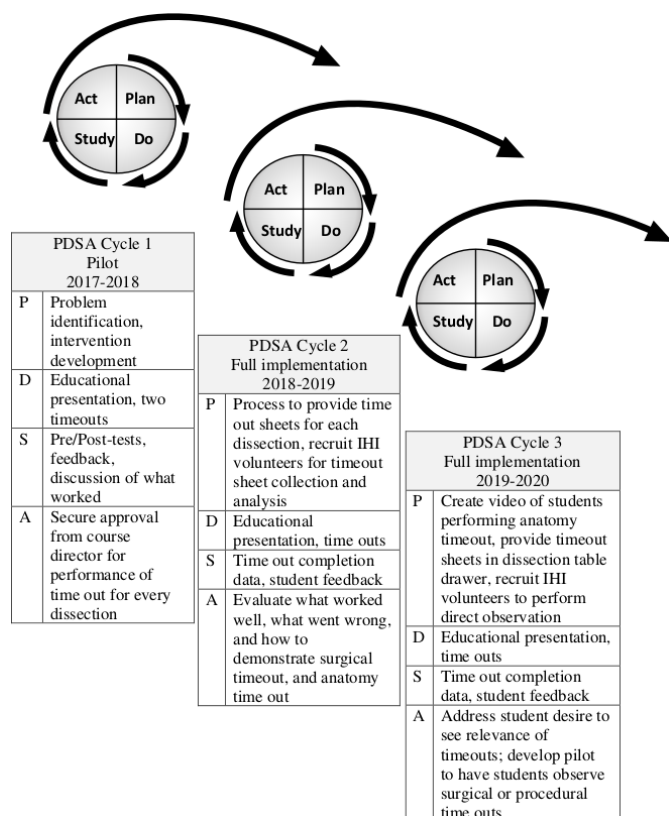 Act Plan
Study Do
Act Plan
Study Do
Act Plan
Study Do
PDSA Cycle 1
Pilot
2017-2018
P Problem
identification,
intervention
development
D Educational
presentation, two
timeouts
S Pre/Post-tests,
feedback,
discussion of what
worked
A Secure approval
from course
director for
performance of
time out for every
dissection
PDSA Cycle 2
Full implementation
2018-2019
P Process to provide time
out sheets for each
dissection, recruit IHI
volunteers for timeout
sheet collection and
analysis
D Educational
presentation, time outs
S Time out completion
data, student feedback
A Evaluate what worked
well, what went wrong,
and how to
demonstrate surgical
timeout, and anatomy
time out
PDSA Cycle 3
Full implementation
2019-2020
P Create video of students
performing anatomy
timeout, provide timeout
sheets in dissection table
drawer, recruit IHI
volunteers to perform
direct observation
D Educational presentation,
time outs
S Time out completion
data, student feedback
A Address student desire to
see relevance of
timeouts; develop pilot
to have students observe
surgical or procedural
time outs